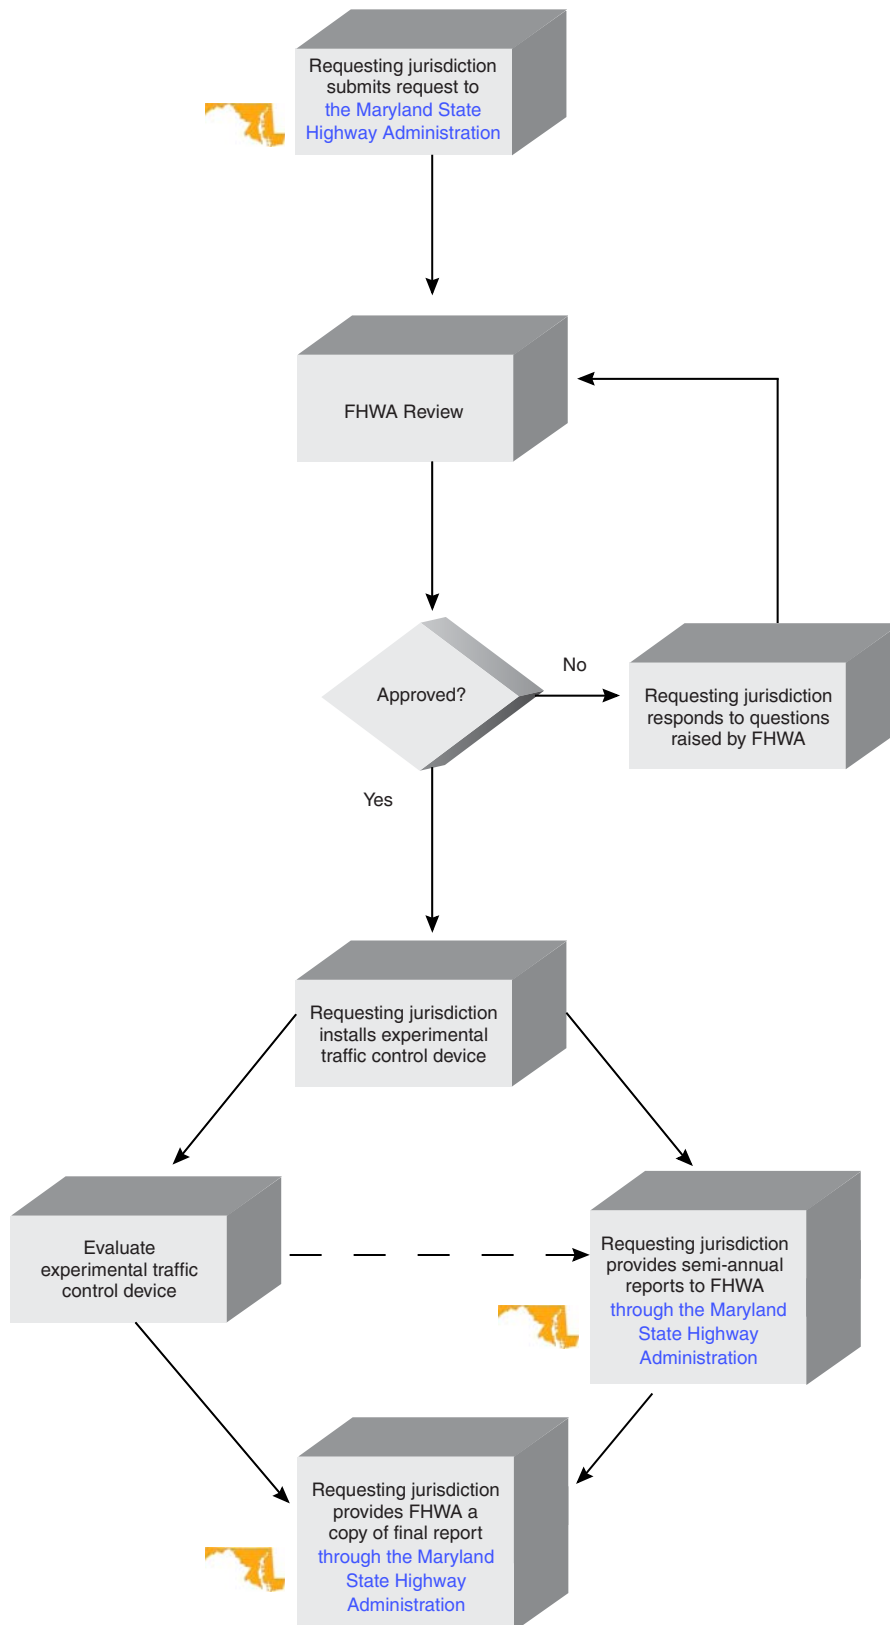 Requesting jurisdiction
submits request to
the Maryland State
Highway Administration
FHWA Review
Approved?
No
Requesting jurisdiction
responds to questions
raised by FHWA
Yes
Requesting jurisdiction
installs experimental
traffic control device
Evaluate
experimental traffic
control device
Requesting jurisdiction
provides semi-annual
reports to FHWA
through the Maryland
State Highway
Administration
Requesting jurisdiction
provides FHWA a
copy of final report
through the Maryland
State Highway
Administration